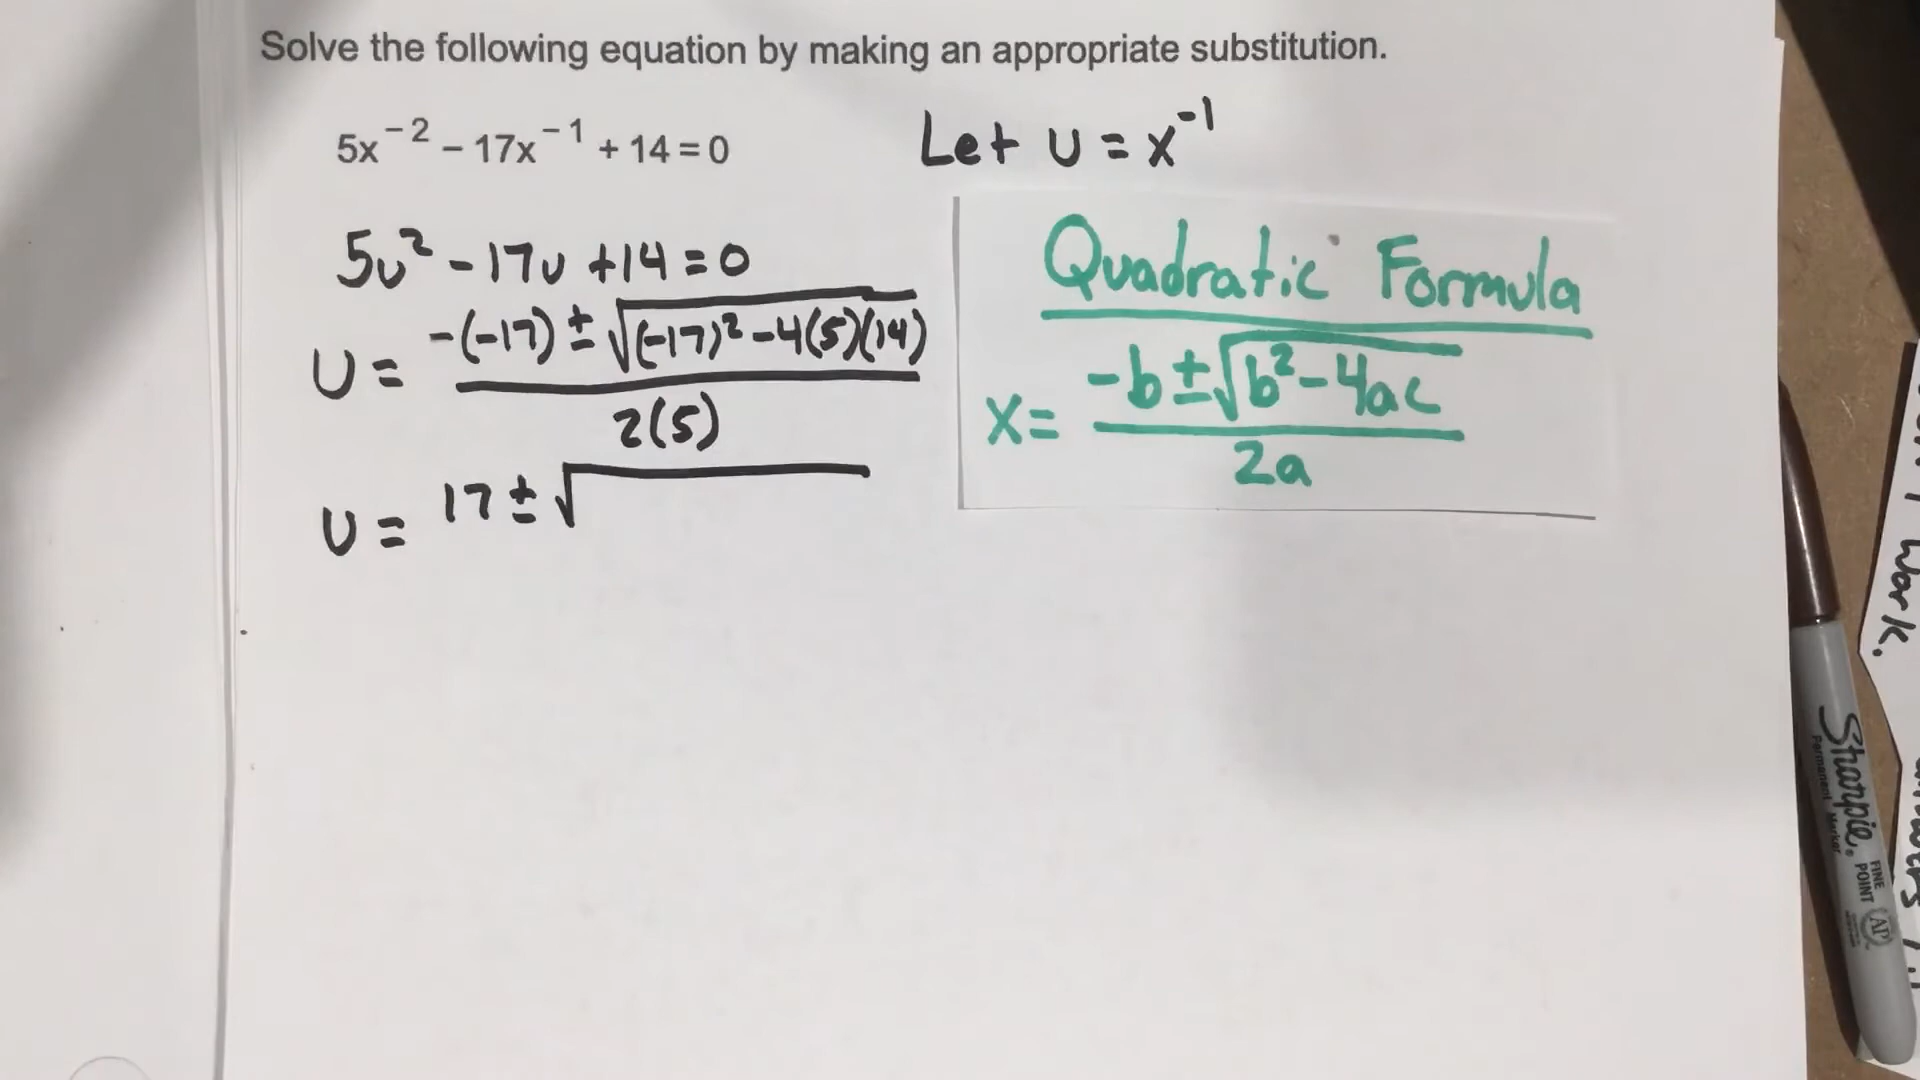 Solve the following equation by making an appropriate substitution.
5x⁻² − 17x⁻¹ + 14 = 0
Let u = x⁻¹
5u² - 17u + 14 = 0
u = (-(-17) ± √((-17)² - 4(5)(14))) / 2(5)
u = 17 ± √
Quadratic Formula
x = (-b ± √(b² - 4ac)) / 2a
work.
Sharpie.
Permanent Marker
FINE
POINT
AP